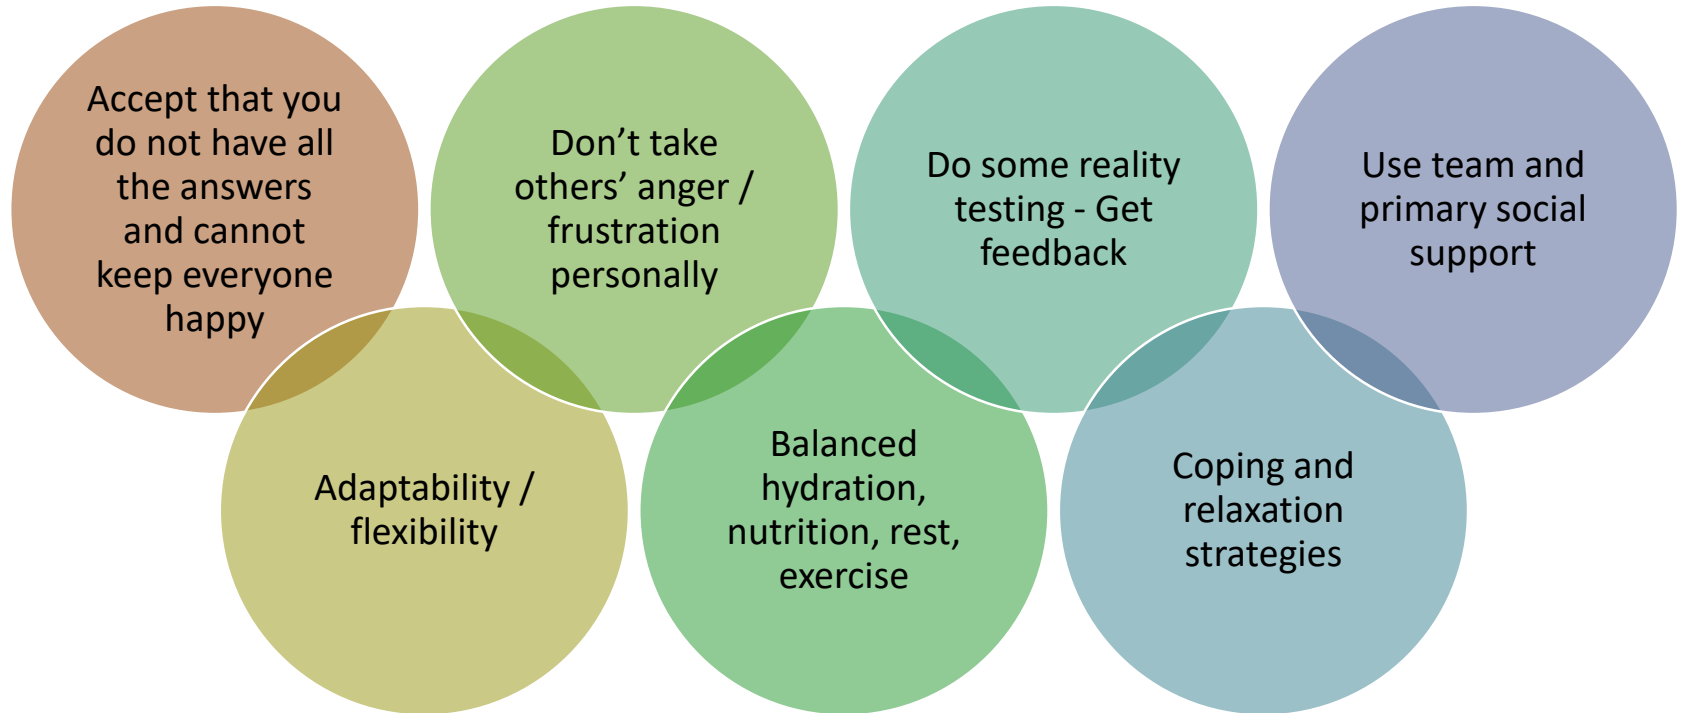 Accept that you
do not have all
the answers
and cannot
keep everyone
happy
Adaptability /
flexibility
Don’t take
others’ anger /
frustration
personally
Balanced
hydration,
nutrition, rest,
exercise
Do some reality
testing - Get
feedback
Coping and
relaxation
strategies
Use team and
primary social
support